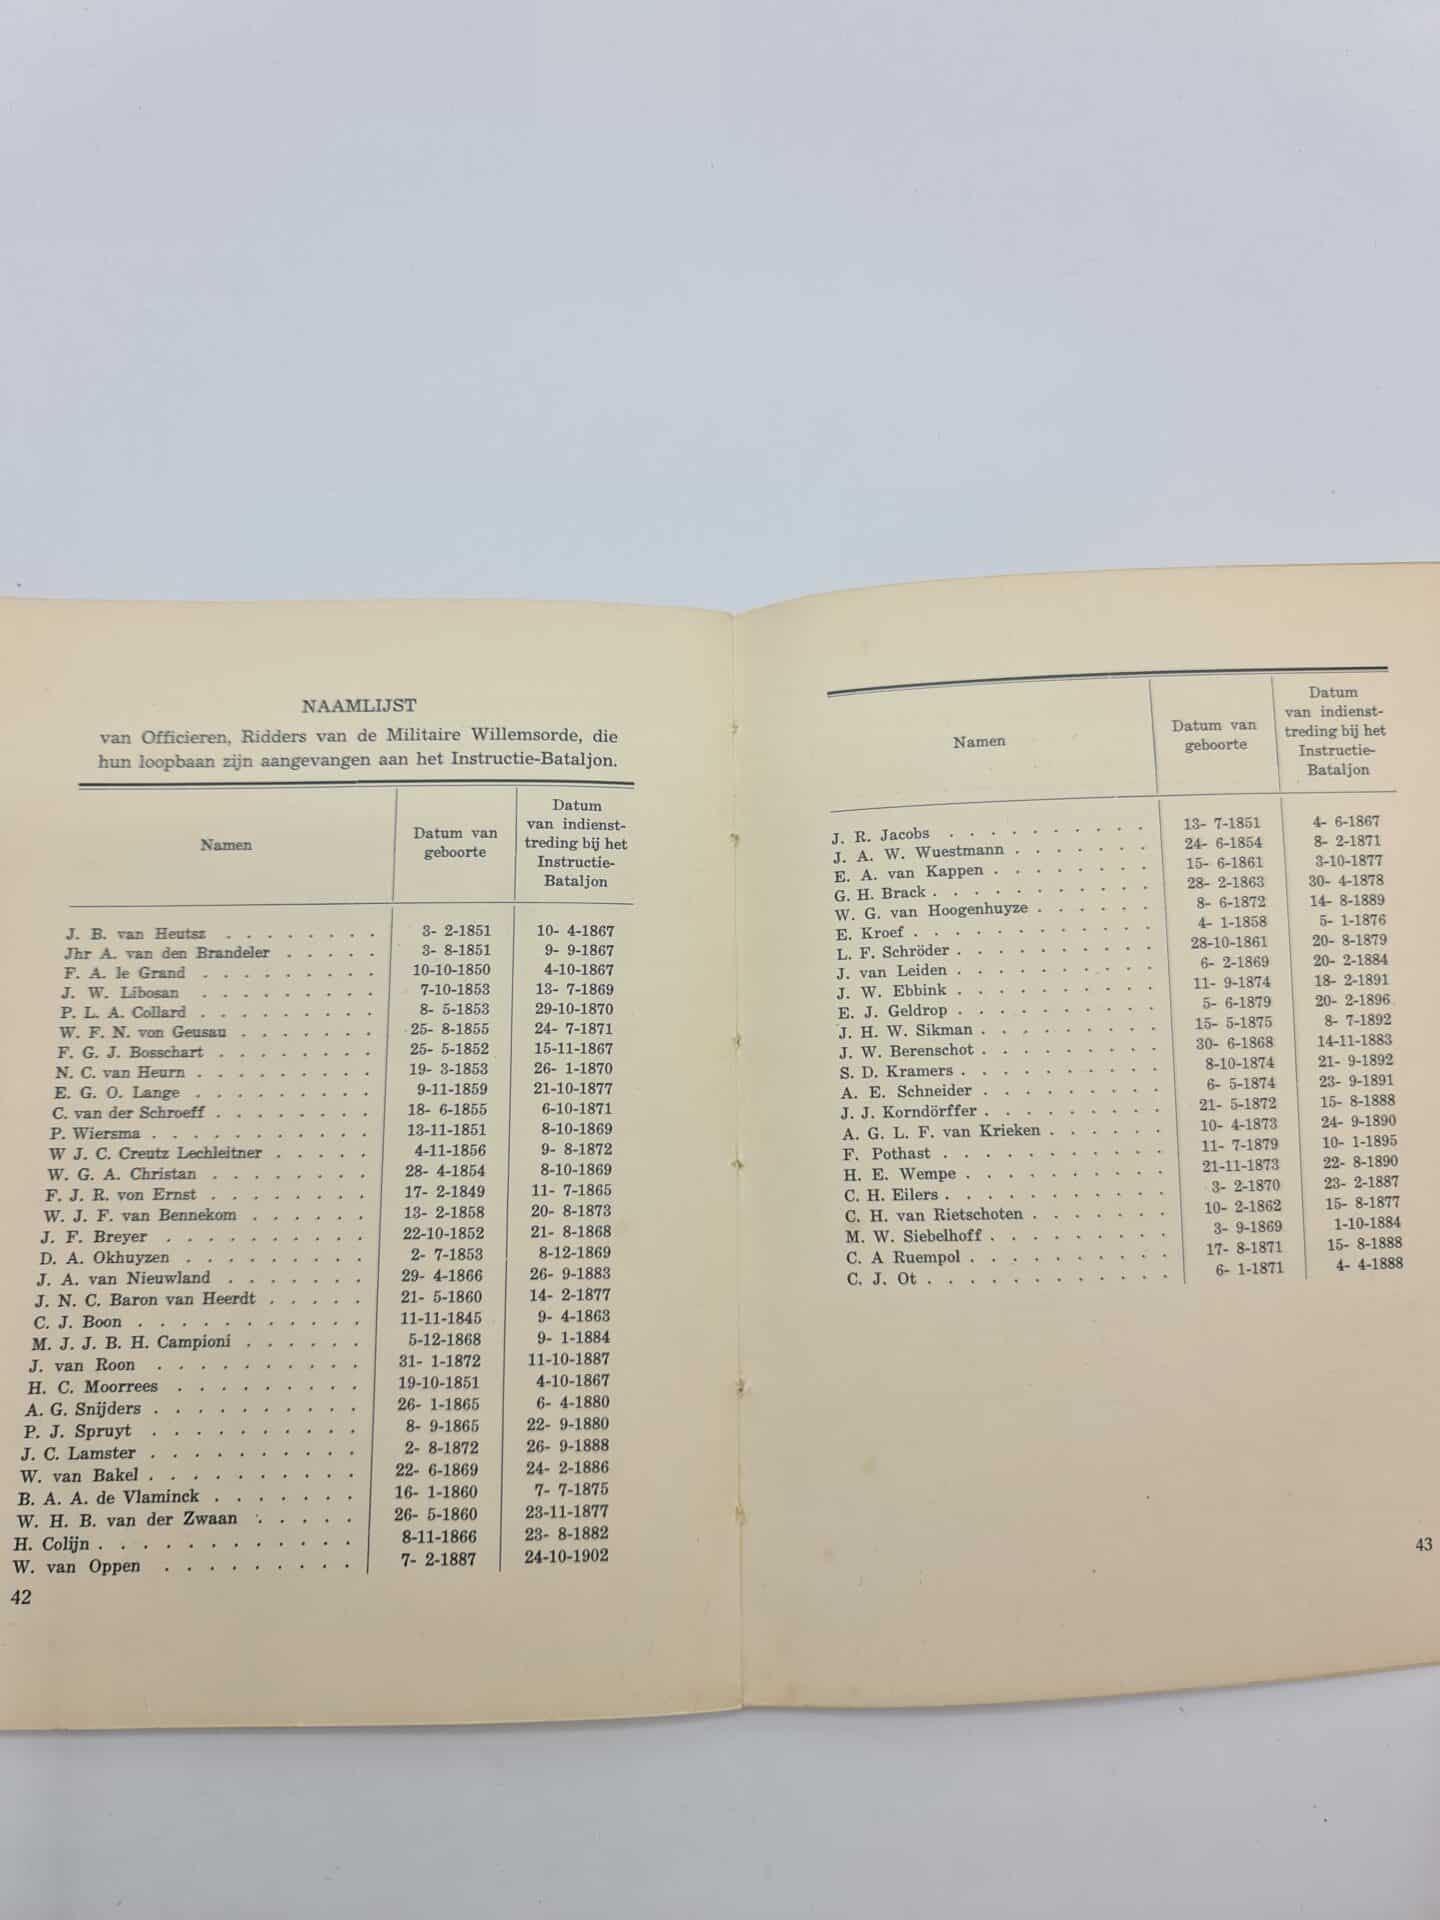 NAAMLIJST
van Officieren, Ridders van de Militaire Willemsorde, die
hun loopbaan zijn aangevangen aan het Instructie-Bataljon.
Namen
Datum van
geboorte
Datum
van indienst-
treding bij het
Instructie-
Bataljon
J. B. van Heutsz . . . . . . . . 3- 2-1851 10- 4-1867
Jhr A. van den Brandeler . . . . . 3- 8-1851 9- 9-1867
F. A. le Grand . . . . . . . . . 10-10-1850 4-10-1867
J. W. Libosan . . . . . . . . . 7-10-1853 13- 7-1869
P. L. A. Collard . . . . . . . . . 8- 5-1853 29-10-1870
W. F. N. von Geusau . . . . . . . 25- 8-1855 24- 7-1871
F. G. J. Bosschart . . . . . . . . 25- 5-1852 15-11-1867
N. C. van Heurn . . . . . . . . . 19- 3-1853 26- 1-1870
E. G. O. Lange . . . . . . . . . 9-11-1859 21-10-1877
C. van der Schroeff . . . . . . . . 18- 6-1855 6-10-1871
P. Wiersma . . . . . . . . . . . 13-11-1851 8-10-1869
W J. C. Creutz Lechleitner . . . . . 4-11-1856 9- 8-1872
W. G. A. Christan . . . . . . . . 28- 4-1854 8-10-1869
F. J. R. von Ernst . . . . . . . . 17- 2-1849 11- 7-1865
W. J. F. van Bennekom . . . . . . 13- 2-1858 20- 8-1873
J. F. Breyer . . . . . . . . . . 22-10-1852 21- 8-1868
D. A. Okhuyzen . . . . . . . . . 2- 7-1853 8-12-1869
J. A. van Nieuwland . . . . . . . 29- 4-1866 26- 9-1883
J. N. C. Baron van Heerdt . . . . . 21- 5-1860 14- 2-1877
C. J. Boon . . . . . . . . . . . 11-11-1845 9- 4-1863
M. J. J. B. H. Campioni . . . . . . 5-12-1868 9- 1-1884
J. van Roon . . . . . . . . . . 31- 1-1872 11-10-1887
H. C. Moorrees . . . . . . . . . 19-10-1851 4-10-1867
A. G. Snijders . . . . . . . . . . 26- 1-1865 6- 4-1880
P. J. Spruyt . . . . . . . . . . 8- 9-1865 22- 9-1880
J. C. Lamster . . . . . . . . . . 2- 8-1872 26- 9-1888
W. van Bakel . . . . . . . . . . 22- 6-1869 24- 2-1886
B. A. A. de Vlaminck . . . . . . . 16- 1-1860 7- 7-1875
W. H. B. van der Zwaan . . . . . 26- 5-1860 23-11-1877
H. Colijn . . . . . . . . . . . . 8-11-1866 23- 8-1882
W. van Oppen . . . . . . . . . 7- 2-1887 24-10-1902
42
Namen
Datum van
geboorte
Datum
van indienst-
treding bij het
Instructie-
Bataljon
J. R. Jacobs . . . . . . . . . . 13- 7-1851 4- 6-1867
J. A. W. Wuestmann . . . . . . . 24- 6-1854 8- 2-1871
E. A. van Kappen . . . . . . . . 15- 6-1861 3-10-1877
G. H. Brack . . . . . . . . . . . 28- 2-1863 30- 4-1878
W. G. van Hoogenhuyze . . . . . . 8- 6-1872 14- 8-1889
E. Kroef . . . . . . . . . . . . 4- 1-1858 5- 1-1876
L. F. Schröder . . . . . . . . . . 28-10-1861 20- 8-1879
J. van Leiden . . . . . . . . . . 6- 2-1869 20- 2-1884
J. W. Ebbink . . . . . . . . . . 11- 9-1874 18- 2-1891
E. J. Geldrop . . . . . . . . . . 5- 6-1879 20- 2-1896
J. H. W. Sikman . . . . . . . . . 15- 5-1875 8- 7-1892
J. W. Berenschot . . . . . . . . . 30- 6-1868 14-11-1883
S. D. Kramers . . . . . . . . . . 8-10-1874 21- 9-1892
A. E. Schneider . . . . . . . . . 6- 5-1874 23- 9-1891
J. J. Korndörffer . . . . . . . . . 21- 5-1872 15- 8-1888
A. G. L. F. van Krieken . . . . . . 10- 4-1873 24- 9-1890
F. Pothast . . . . . . . . . . . 11- 7-1879 10- 1-1895
H. E. Wempe . . . . . . . . . . 21-11-1873 22- 8-1890
C. H. Eilers . . . . . . . . . . . 3- 2-1870 23- 2-1887
C. H. van Rietschoten . . . . . . . 10- 2-1862 15- 8-1877
M. W. Siebelhoff . . . . . . . . . 3- 9-1869 1-10-1884
C. A Ruempol . . . . . . . . . . 17- 8-1871 15- 8-1888
C. J. Ot . . . . . . . . . . . . 6- 1-1871 4- 4-1888
43